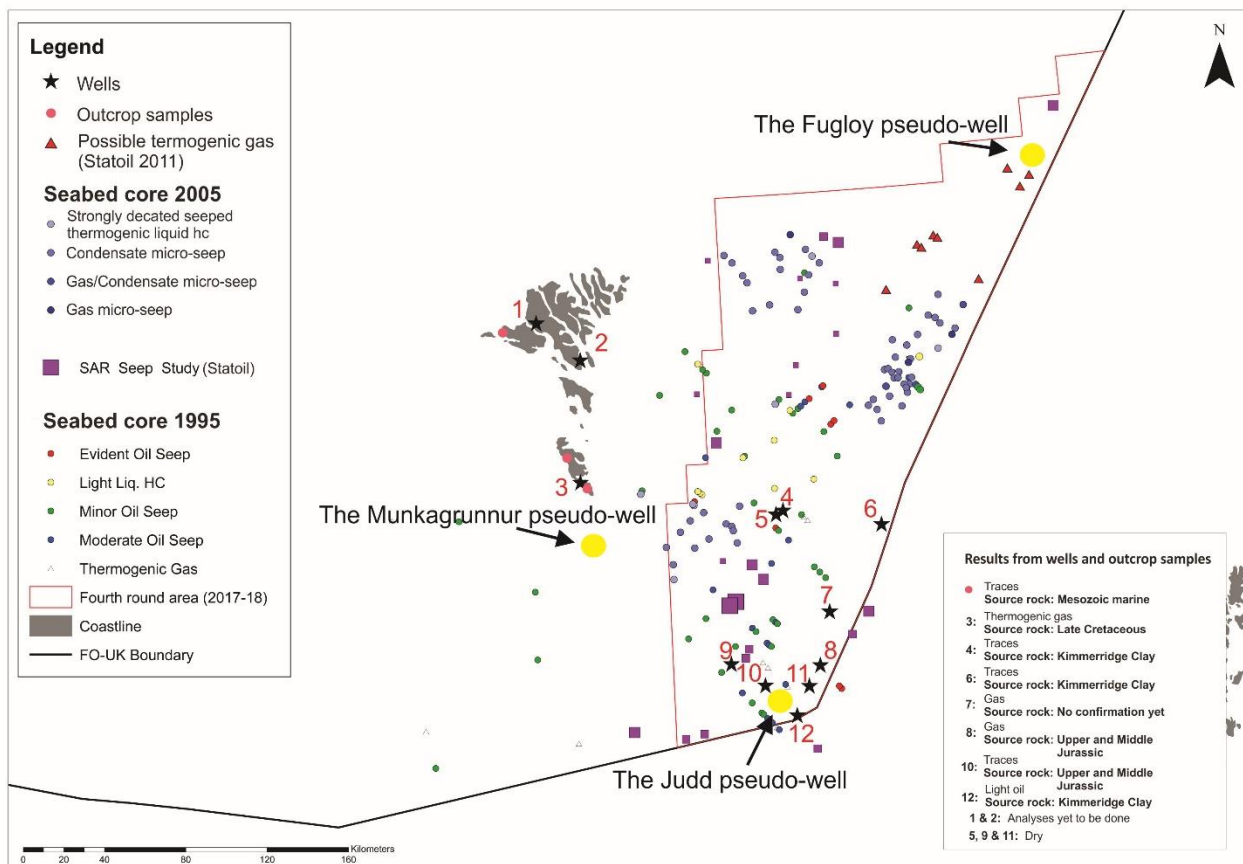 Legend
Wells
Outcrop samples
Possible termogenic gas
(Statoil 2011)
Seabed core 2005
Strongly decated seeped
thermogenic liquid hc
Condensate micro-seep
Gas/Condensate micro-seep
Gas micro-seep
SAR Seep Study (Statoil)
Seabed core 1995
Evident Oil Seep
Light Liq. HC
Minor Oil Seep
Moderate Oil Seep
Thermogenic Gas
Fourth round area (2017-18)
Coastline
FO-UK Boundary
N
The Fugloy pseudo-well
1
2
3
The Munkagrunnur pseudo-well
4
5
6
7
8
9
10
11
12
The Judd pseudo-well
Results from wells and outcrop samples
Traces
Source rock: Mesozoic marine
3: Thermogenic gas
Source rock: Late Cretaceous
4: Traces
Source rock: Kimmerridge Clay
6: Traces
Source rock: Kimmerridge Clay
7: Gas
Source rock: No confirmation yet
8: Gas
Source rock: Upper and Middle
Jurassic
10: Traces
Source rock: Upper and Middle
Jurassic
12: Light oil
Source rock: Kimmeridge Clay
1 & 2: Analyses yet to be done
5, 9 & 11: Dry
Kilometers
0 20 40 80 120 160